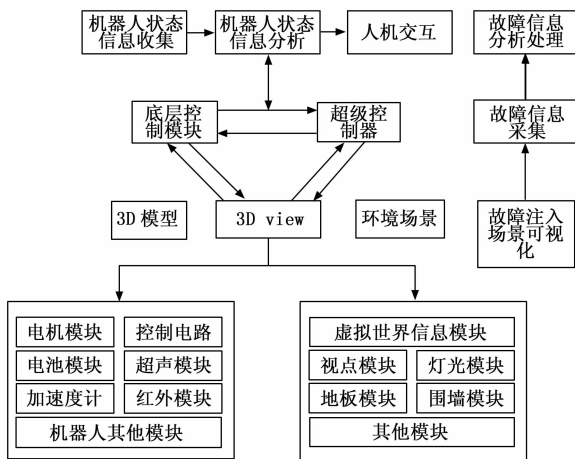 机器人状态
信息收集
机器人状态
信息分析
人机交互
故障信息
分析处理
底层控
制模块
超级控
制器
故障信息
采集
3D 模型
3D view
环境场景
故障注入
场景可视
化
电机模块
控制电路
电池模块
超声模块
加速度计
红外模块
机器人其他模块
虚拟世界信息模块
视点模块
灯光模块
地板模块
围墙模块
其他模块